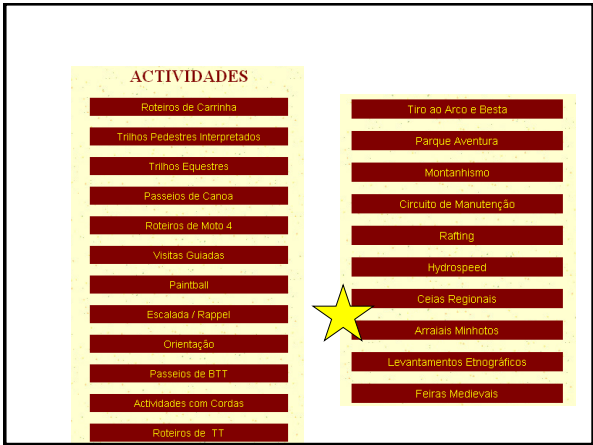 ACTIVIDADES
Roteiros de Carrinha
Trilhos Pedestres Interpretados
Trilhos Equestres
Passeios de Canoa
Roteiros de Moto 4
Visitas Guiadas
Paintball
Escalada / Rappel
Orientação
Passeios de BTT
Actividades com Cordas
Roteiros de TT
Tiro ao Arco e Besta
Parque Aventura
Montanhismo
Circuito de Manutenção
Rafting
Hydrospeed
Ceias Regionais
Arraiais Minhotos
Levantamentos Etnográficos
Feiras Medievais